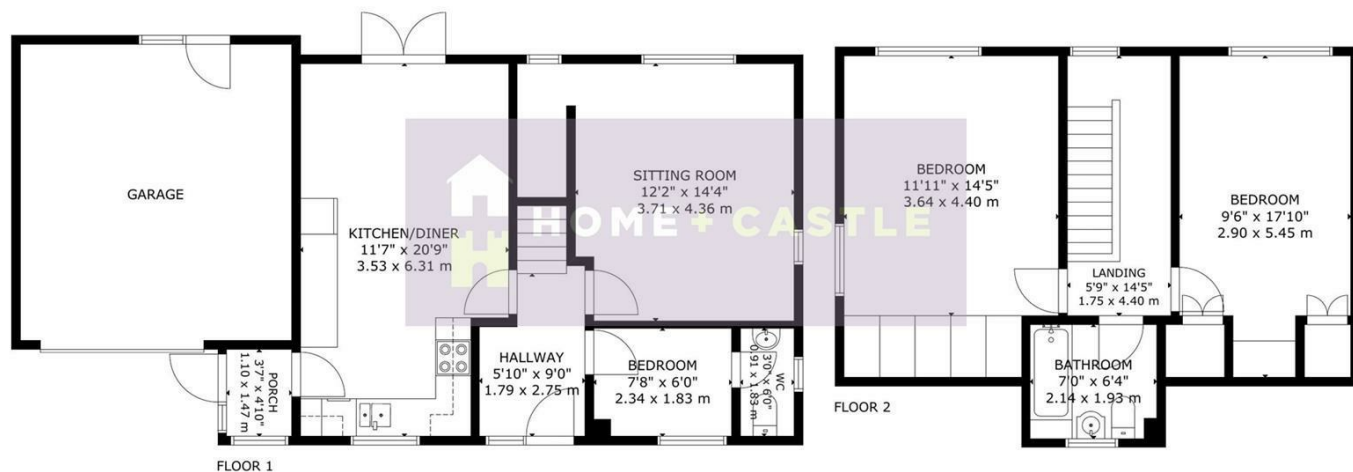 GARAGE
KITCHEN/DINER
11'7" x 20'9"
3.53 x 6.31 m
SITTING ROOM
12'2" x 14'4"
3.71 x 4.36 m
HOME + CASTLE
PORCH
3'7" x 4'10"
1.10 x 1.47 m
HALLWAY
5'10" x 9'0"
1.79 x 2.75 m
BEDROOM
7'8" x 6'0"
2.34 x 1.83 m
WC
3'0" x 6'0"
0.91 x 1.83 m
FLOOR 1
BEDROOM
11'11" x 14'5"
3.64 x 4.40 m
LANDING
5'9" x 14'5"
1.75 x 4.40 m
BEDROOM
9'6" x 17'10"
2.90 x 5.45 m
BATHROOM
7'0" x 6'4"
2.14 x 1.93 m
FLOOR 2